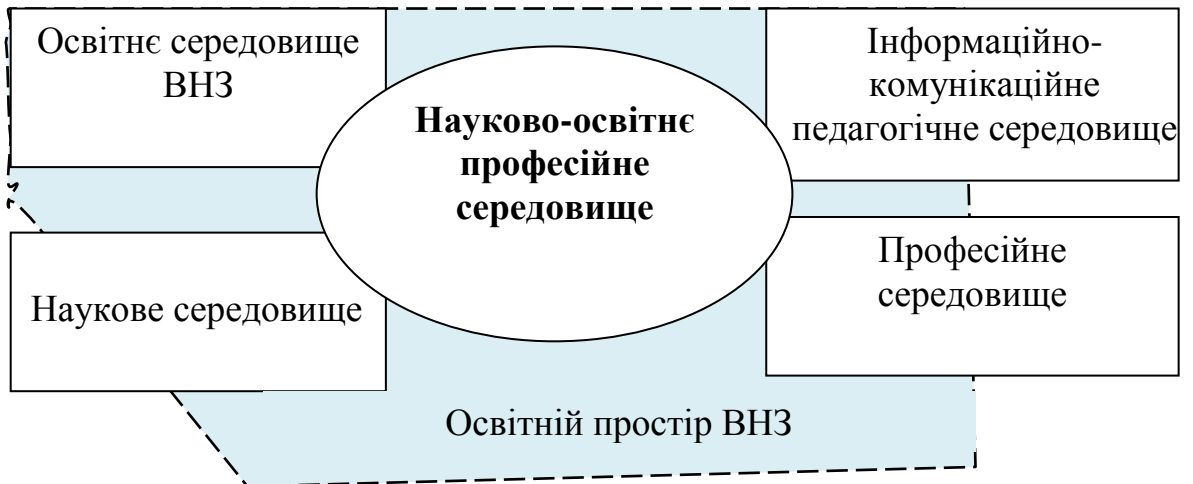 Освітнє середовище
ВНЗ
Інформаційно-
комунікаційне
педагогічне середовище
Науково-освітнє
професійне
середовище
Наукове середовище
Професійне
середовище
Освітній простір ВНЗ